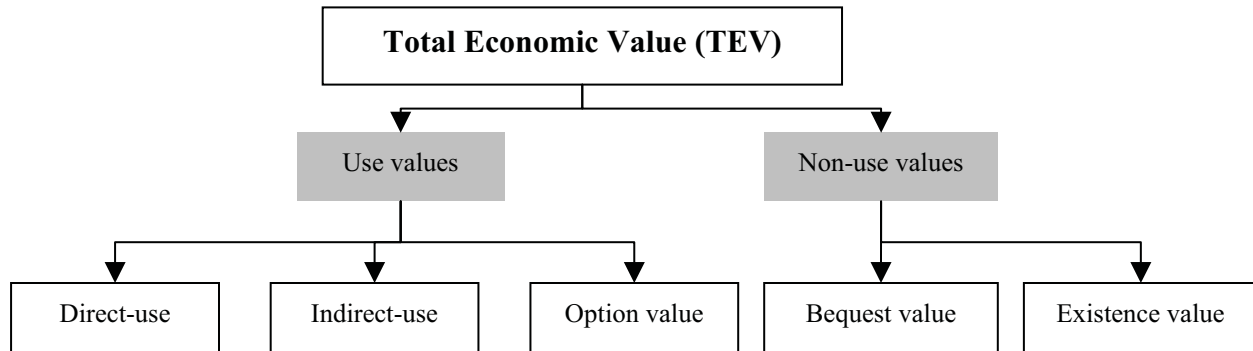 Total Economic Value (TEV)
Use values
Non-use values
Direct-use
Indirect-use
Option value
Bequest value
Existence value